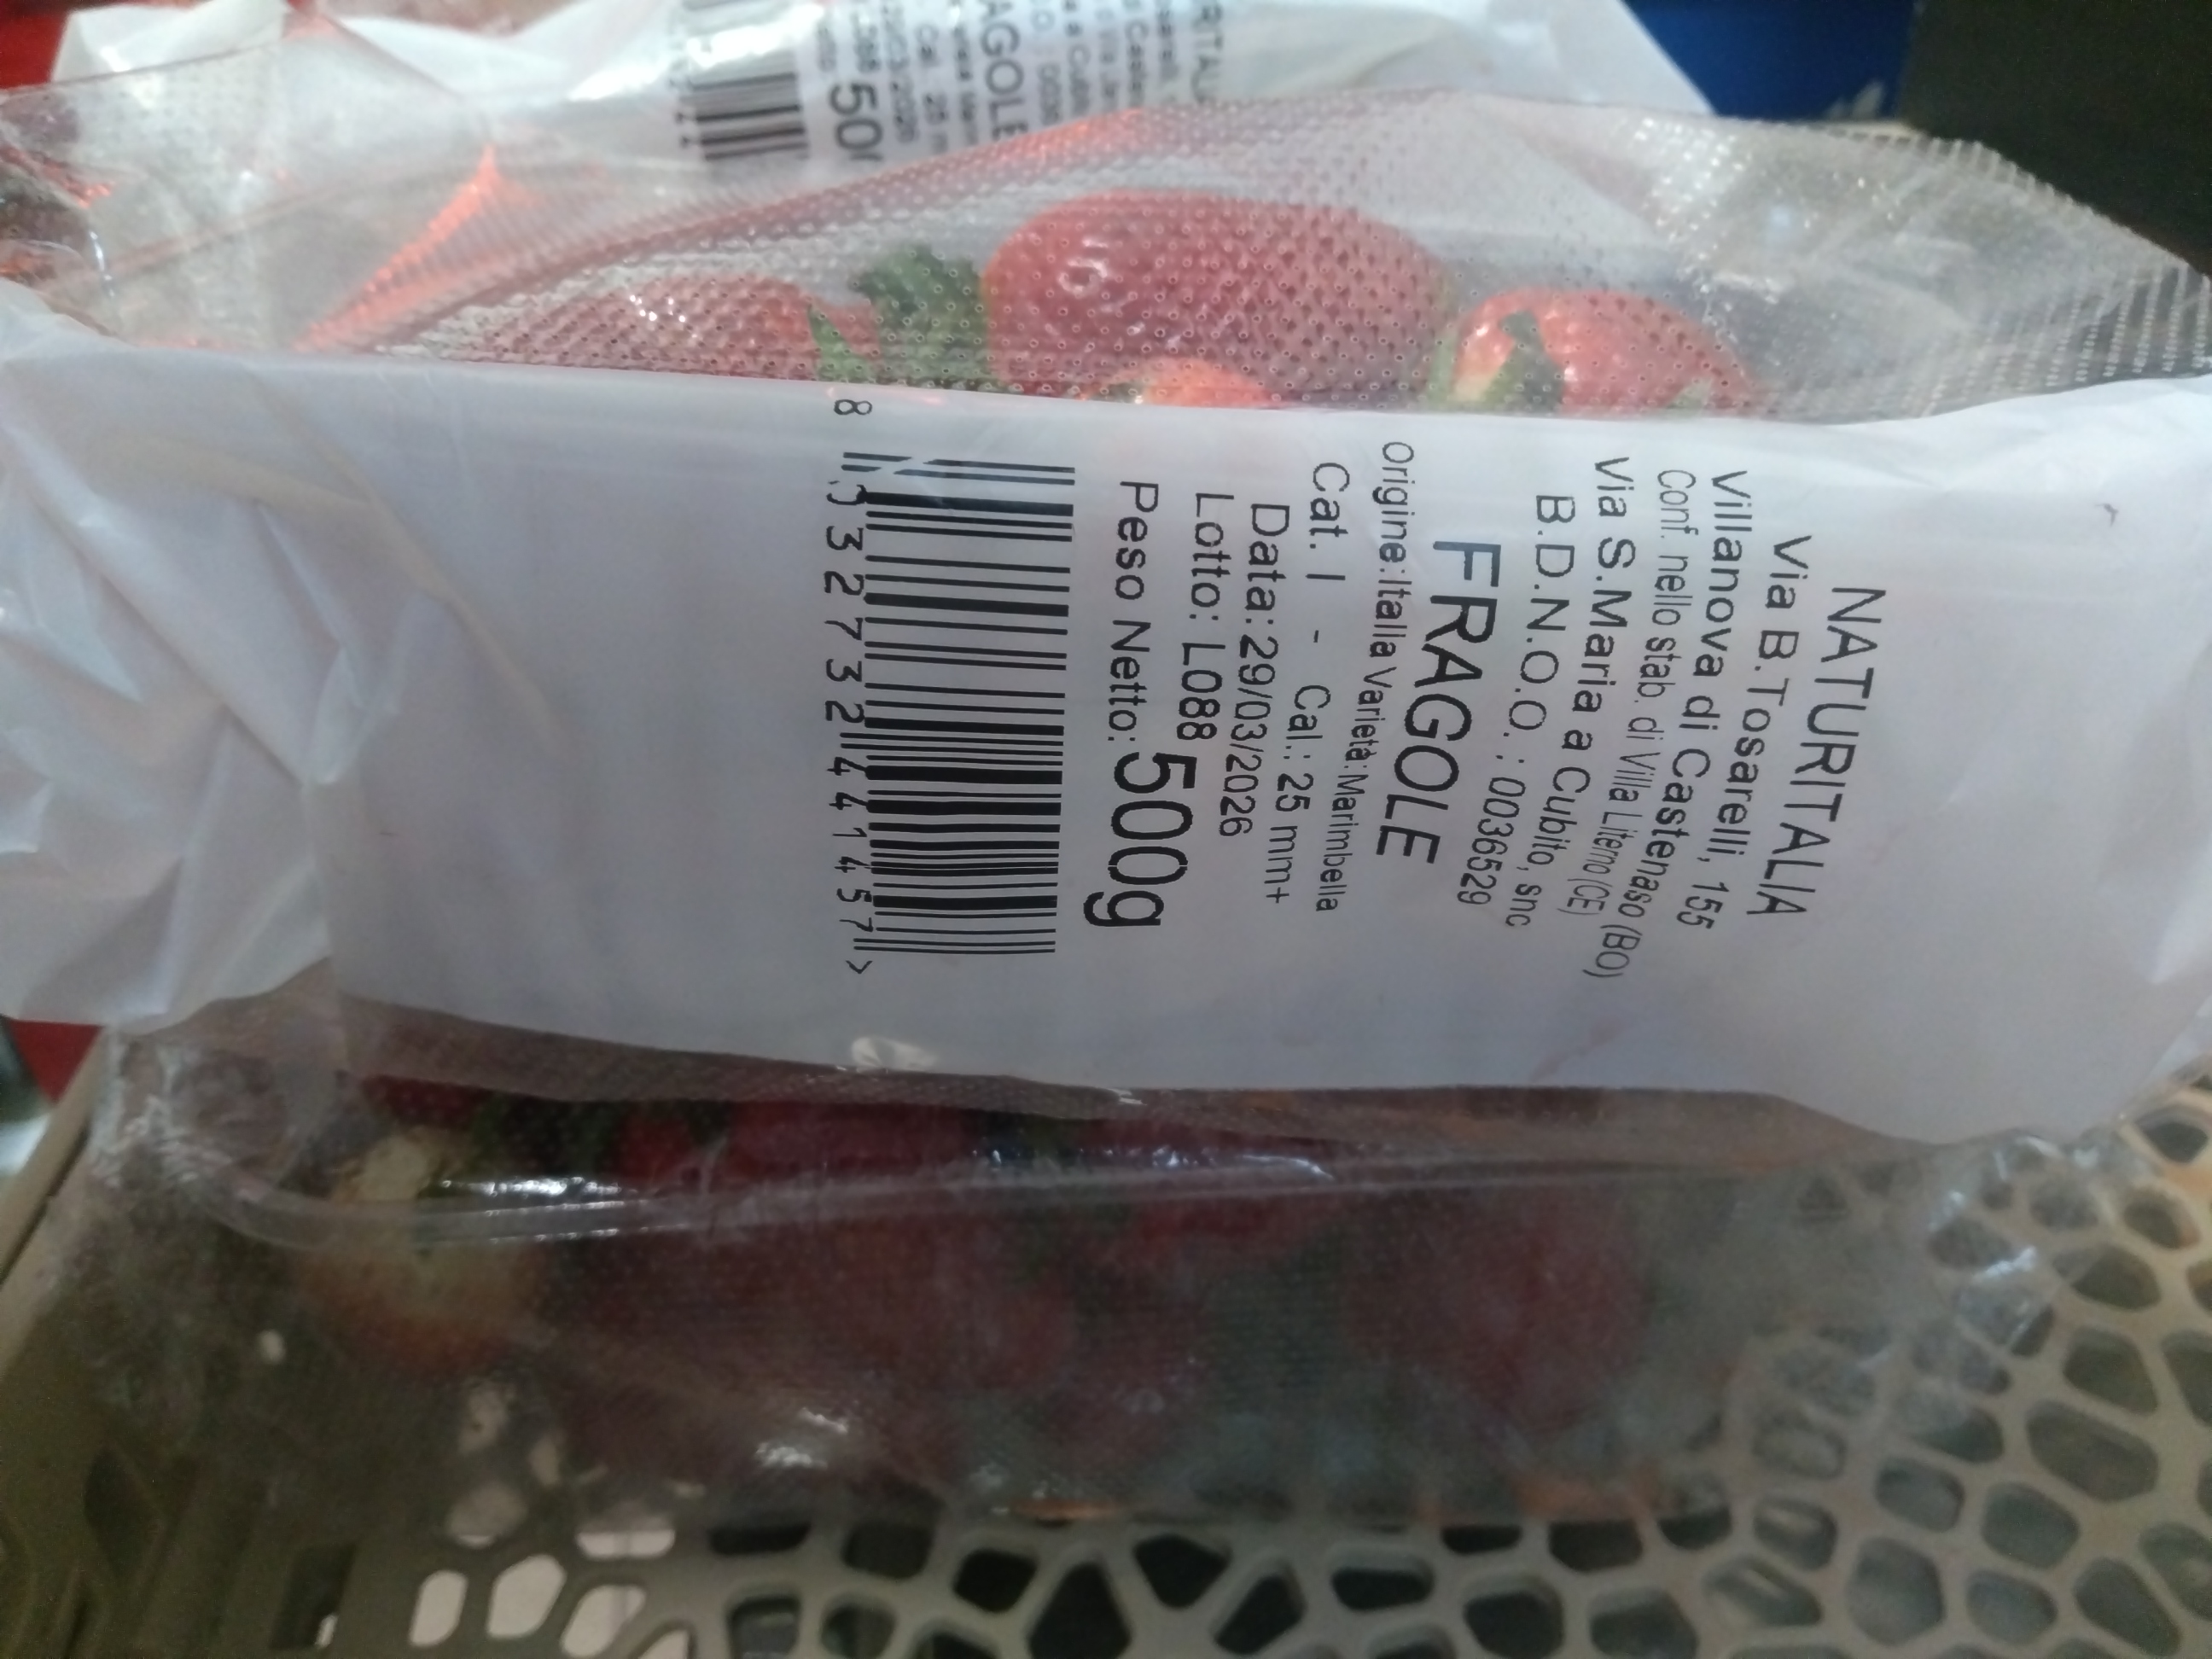 NATURITALIA
Via B.Tosarelli, 155
Villanova di Castenaso (BO)
Conf. nello stab. di Villa Literno (CE)
Via S.Maria a Cubito, snc
B.D.N.O.O. : 0036529
FRAGOLE
Origine:Italia Varietà:Marimbella
Cat. I - Cal.: 25 mm+
Data:29/03/2026
Lotto: L088
Peso Netto: 500g
8 032732 441457 >
AGOLE